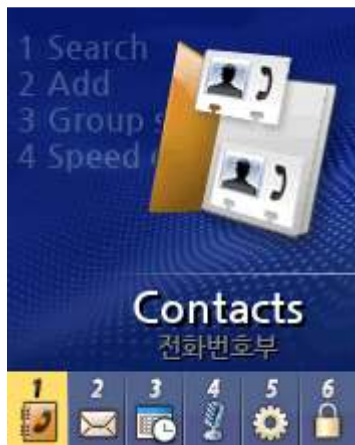 1 Search
2 Add
3 Group
4 Speed
Contacts
전화번호부
1 2 3 4 5 6